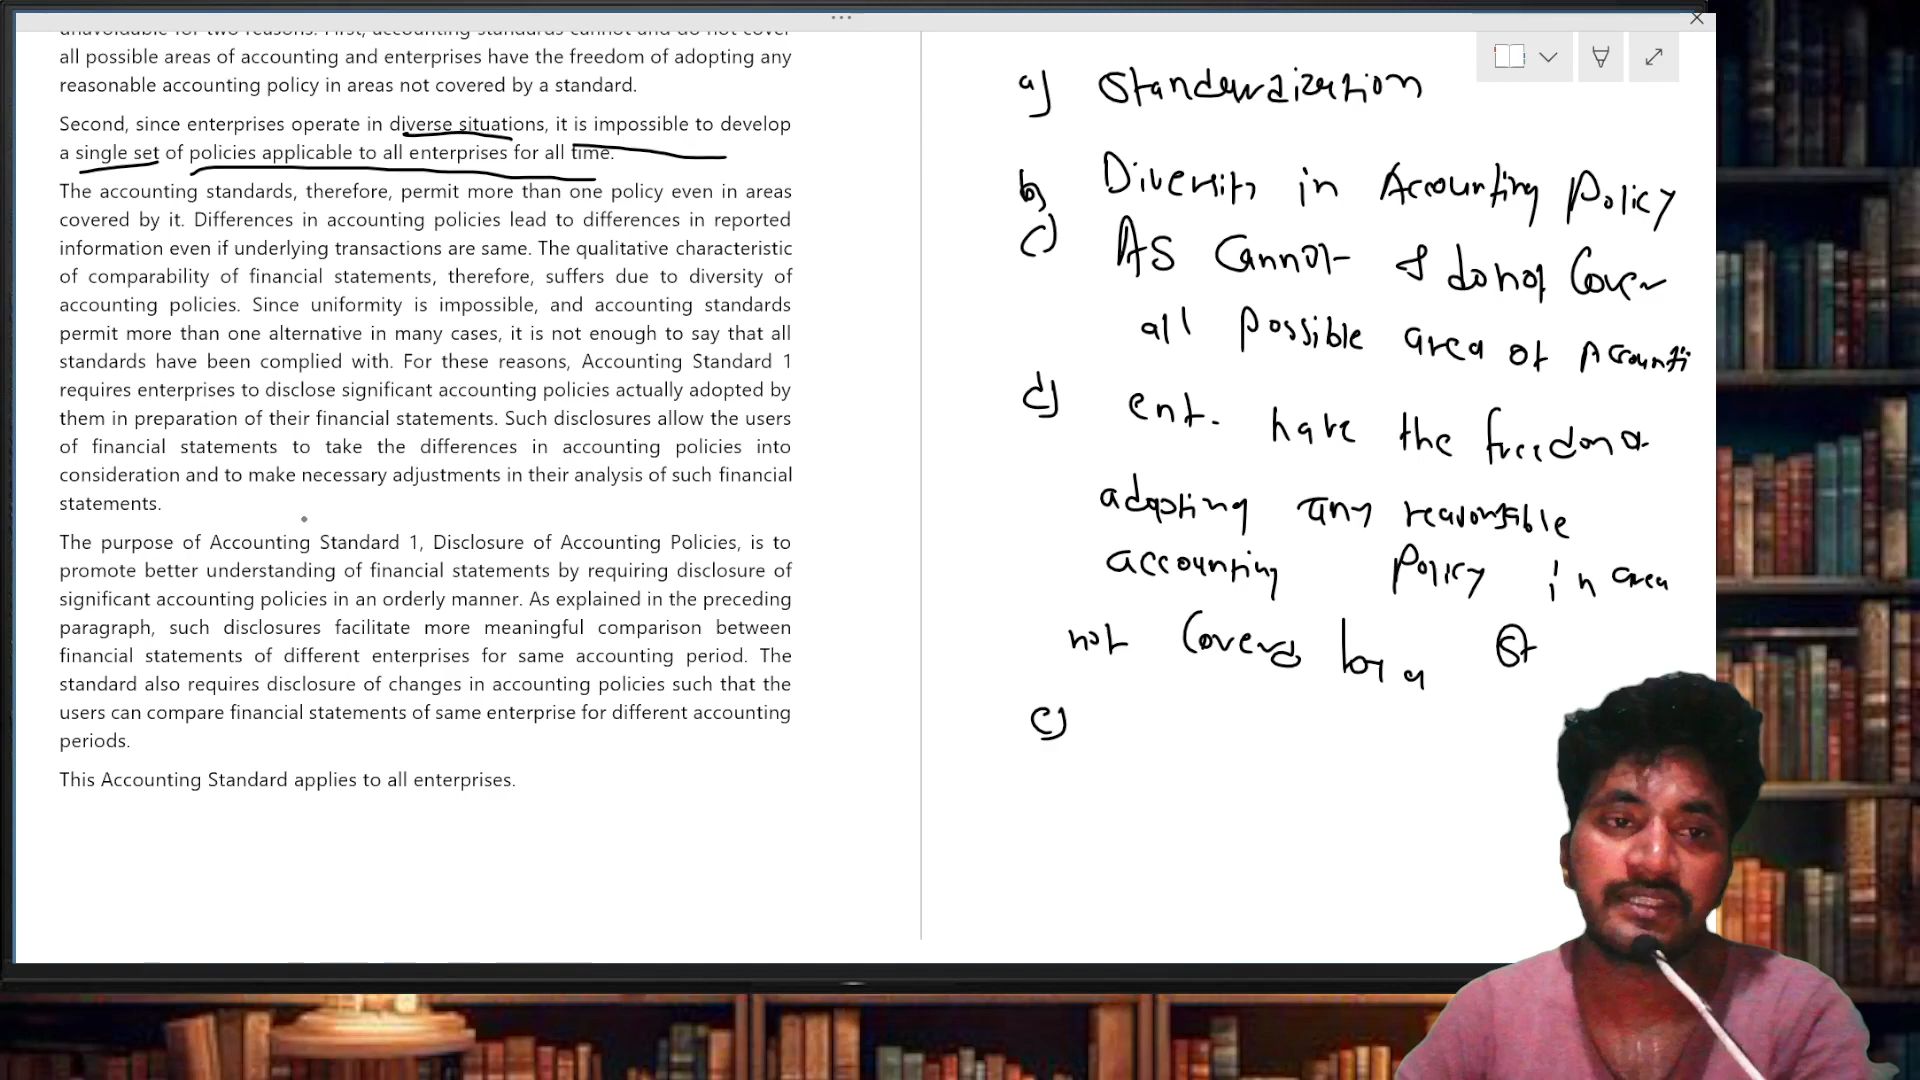 unavoidable for two reasons. First, accounting standards cannot and do not cover
all possible areas of accounting and enterprises have the freedom of adopting any
reasonable accounting policy in areas not covered by a standard.
Second, since enterprises operate in diverse situations, it is impossible to develop
a single set of policies applicable to all enterprises for all time.
The accounting standards, therefore, permit more than one policy even in areas
covered by it. Differences in accounting policies lead to differences in reported
information even if underlying transactions are same. The qualitative characteristic
of comparability of financial statements, therefore, suffers due to diversity of
accounting policies. Since uniformity is impossible, and accounting standards
permit more than one alternative in many cases, it is not enough to say that all
standards have been complied with. For these reasons, Accounting Standard 1
requires enterprises to disclose significant accounting policies actually adopted by
them in preparation of their financial statements. Such disclosures allow the users
of financial statements to take the differences in accounting policies into
consideration and to make necessary adjustments in their analysis of such financial
statements.
The purpose of Accounting Standard 1, Disclosure of Accounting Policies, is to
promote better understanding of financial statements by requiring disclosure of
significant accounting policies in an orderly manner. As explained in the preceding
paragraph, such disclosures facilitate more meaningful comparison between
financial statements of different enterprises for same accounting period. The
standard also requires disclosure of changes in accounting policies such that the
users can compare financial statements of same enterprise for different accounting
periods.
This Accounting Standard applies to all enterprises.
a) Standardization
b) Diversity in Accounting Policy
c) AS Cannot & do not Cover
all possible area of Accounti
d) ent. have the freedom
adopting any reasonable
accounting Policy in area
not Covered by a St
e)